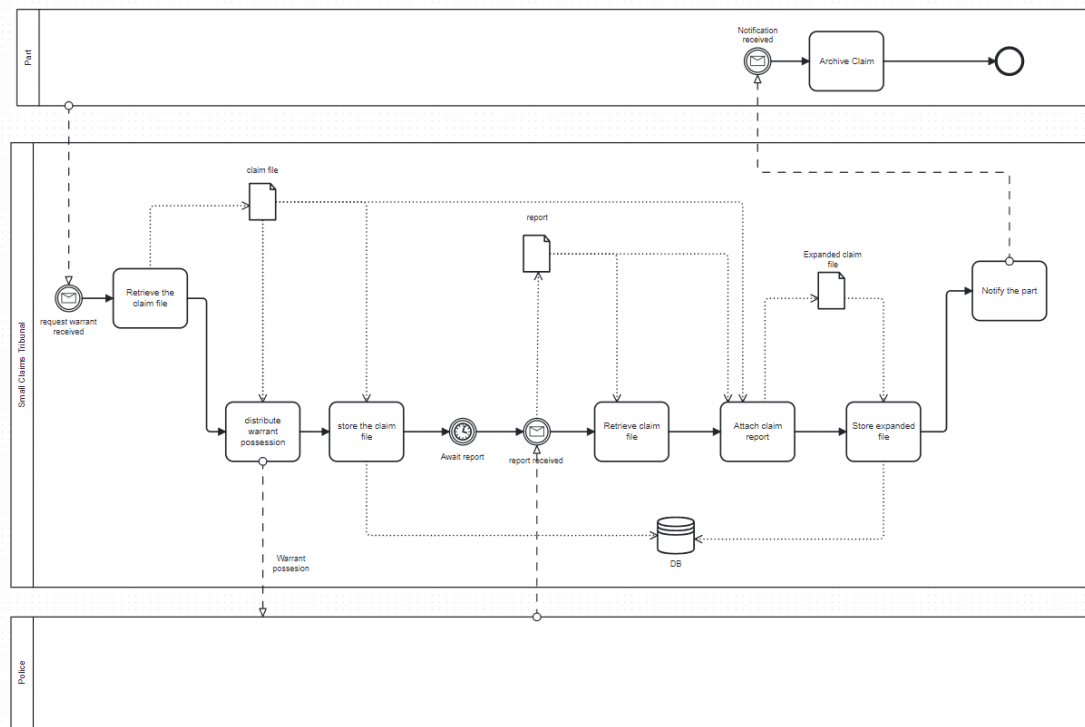 Part
Notification
received
Archive Claim
Small Claims Tribunal
claim file
report
Expanded claim
file
Retrieve the
claim file
Notify the part
request warrant
received
distribute
warrant
possession
store the claim
file
Await report
report received
Retrieve claim
file
Attach claim
report
Store expanded
file
Warrant
possesion
DB
Police